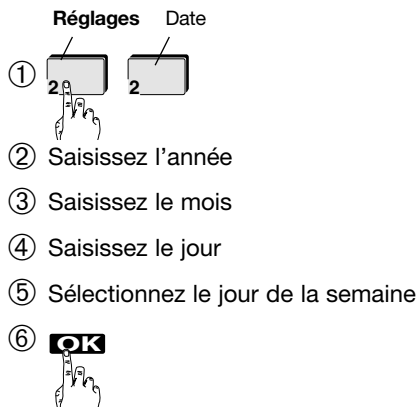 Réglages Date
① 2 2
② Saisissez l'année
③ Saisissez le mois
④ Saisissez le jour
⑤ Sélectionnez le jour de la semaine
⑥ OK